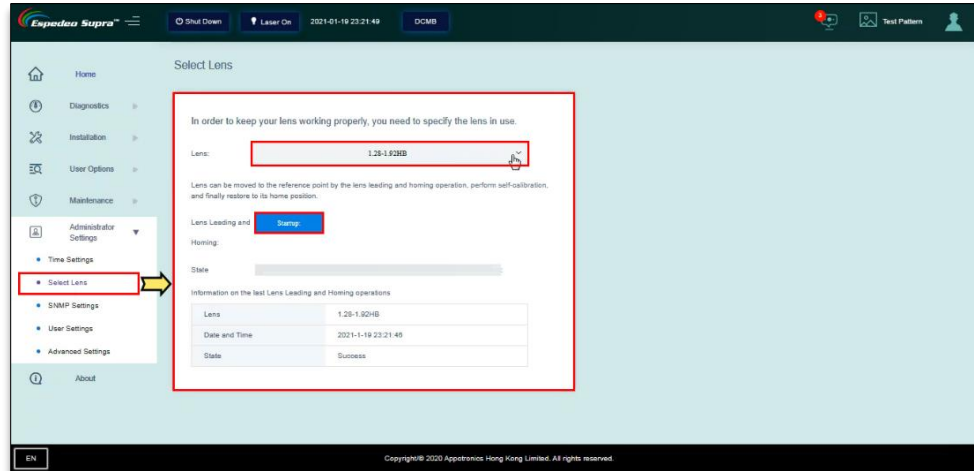 Espedeo Supra™
Shut Down
Laser On
2021-01-19 23:21:49
DCMB
3
Test Pattern
Select Lens
Home
Diagnostics
Installation
User Options
Maintenance
Administrator
Settings
Time Settings
Select Lens
SNMP Settings
User Settings
Advanced Settings
About
In order to keep your lens working properly, you need to specify the lens in use.
Lens: 1.28-1.92HB
Lens can be moved to the reference point by the lens leading and homing operation, perform self-calibration,
and finally restore to its home position.
Lens Leading and Startup
Homing:
State
Information on the last Lens Leading and Homing operations
Lens 1.28-1.92HB
Date and Time 2021-1-19 23:21:46
State Success
EN
Copyright® 2020 Appotronics Hong Kong Limited. All rights reserved.